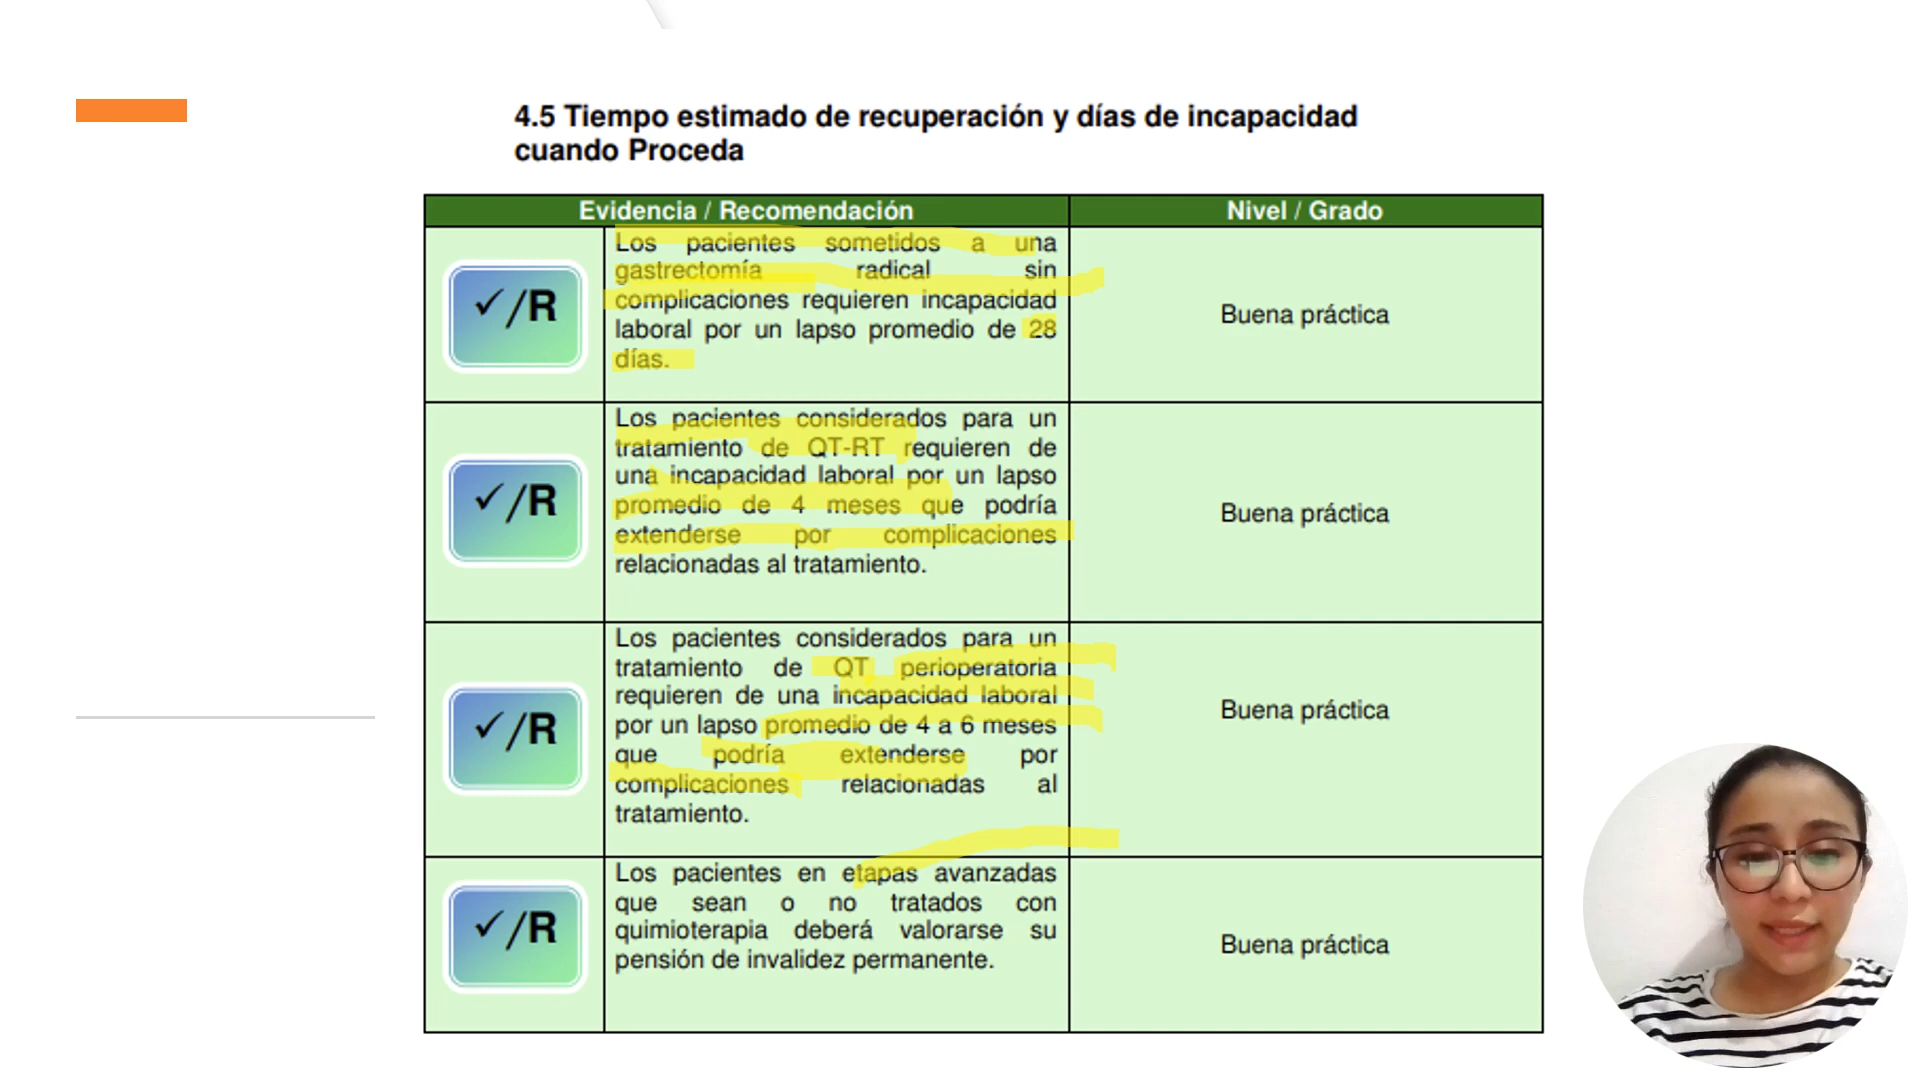 4.5 Tiempo estimado de recuperación y días de incapacidad
cuando Proceda
Evidencia / Recomendación
Nivel / Grado
✓/R
Los pacientes sometidos a una
gastrectomía radical sin
complicaciones requieren incapacidad
laboral por un lapso promedio de 28
días.
Buena práctica
✓/R
Los pacientes considerados para un
tratamiento de QT-RT requieren de
una incapacidad laboral por un lapso
promedio de 4 meses que podría
extenderse por complicaciones
relacionadas al tratamiento.
Buena práctica
✓/R
Los pacientes considerados para un
tratamiento de QT perioperatoria
requieren de una incapacidad laboral
por un lapso promedio de 4 a 6 meses
que podría extenderse por
complicaciones relacionadas al
tratamiento.
Buena práctica
✓/R
Los pacientes en etapas avanzadas
que sean o no tratados con
quimioterapia deberá valorarse su
pensión de invalidez permanente.
Buena práctica